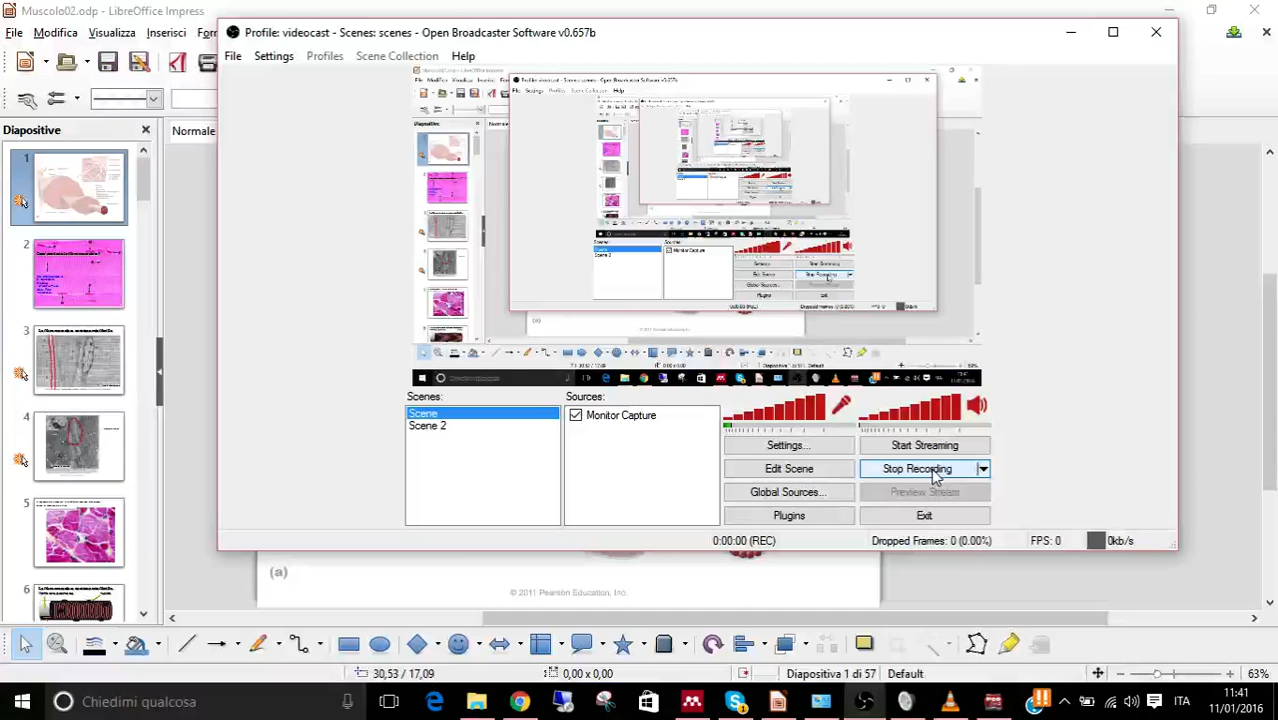 Muscolo02.odp - LibreOffice Impress
Profile: videocast - Scenes: scenes - Open Broadcaster Software v0.657b
File Modifica Visualizza Inserisci For
File Settings Profiles Scene Collection Help
Diapositive
Normale
1
2
3
4
5
6
Scenes:
Scene
Scene 2
Sources:
Monitor Capture
Settings...
Start Streaming
Edit Scene
Stop Recording
Global Sources...
Preview Stream
Plugins
Exit
0:00:00 (REC)
Dropped Frames: 0 (0.00%)
FPS: 0
0kb/s
(a)
© 2011 Pearson Education, Inc.
30,53 / 17,09
0,00 x 0,00
Diapositiva 1 di 57
Default
63%
Chiedimi qualcosa
ITA
11:41
11/01/2016